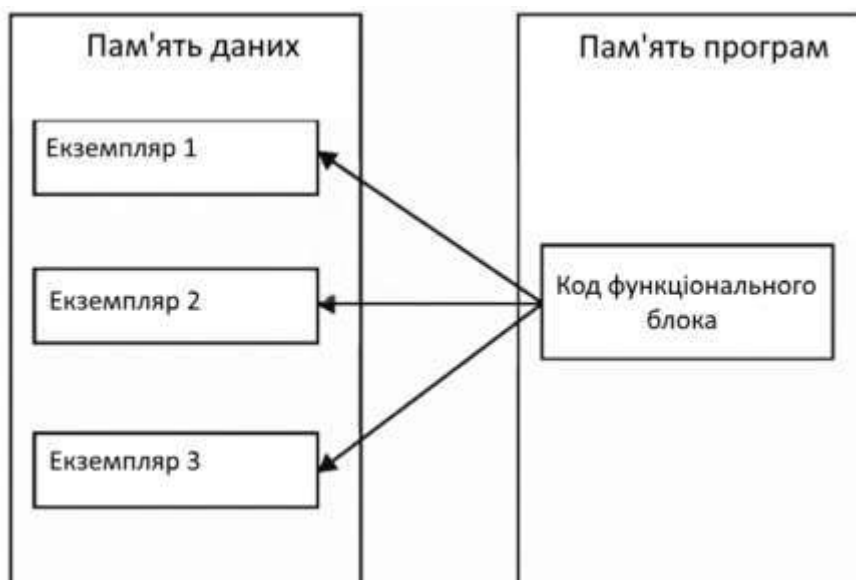 Пам'ять даних
Пам'ять програм
Екземпляр 1
Екземпляр 2
Код функціонального
блока
Екземпляр 3